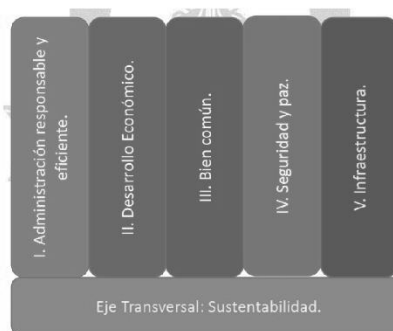 I. Administración responsable y
eficiente.
II. Desarrollo Económico.
III. Bien común.
IV. Seguridad y paz.
V. Infraestructura.
Eje Transversal: Sustentabilidad.